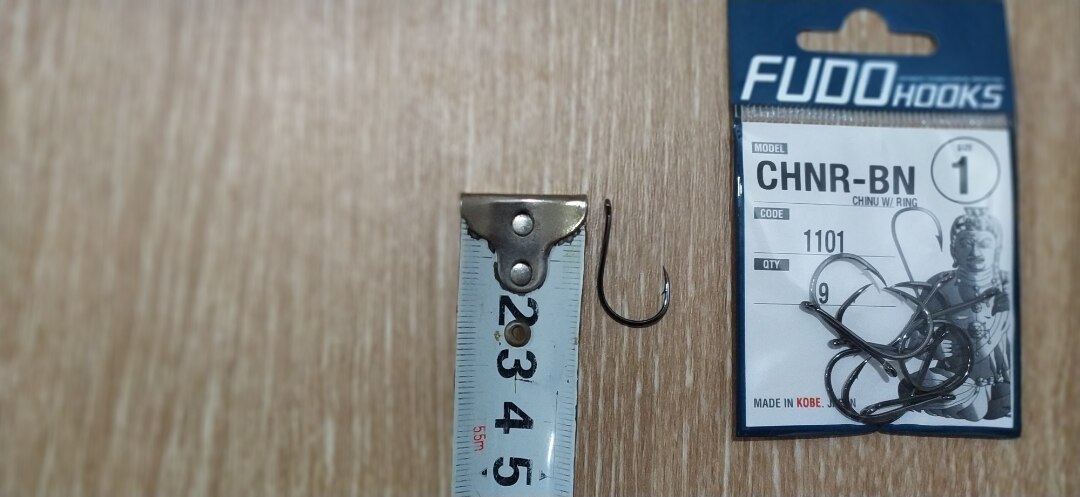 FUDO HOOKS
MODEL
SIZE
CHNR-BN
1
CHINU W/ RING
CODE
1101
QTY
9
MADE IN KOBE.
2
3
4
5
5.5m